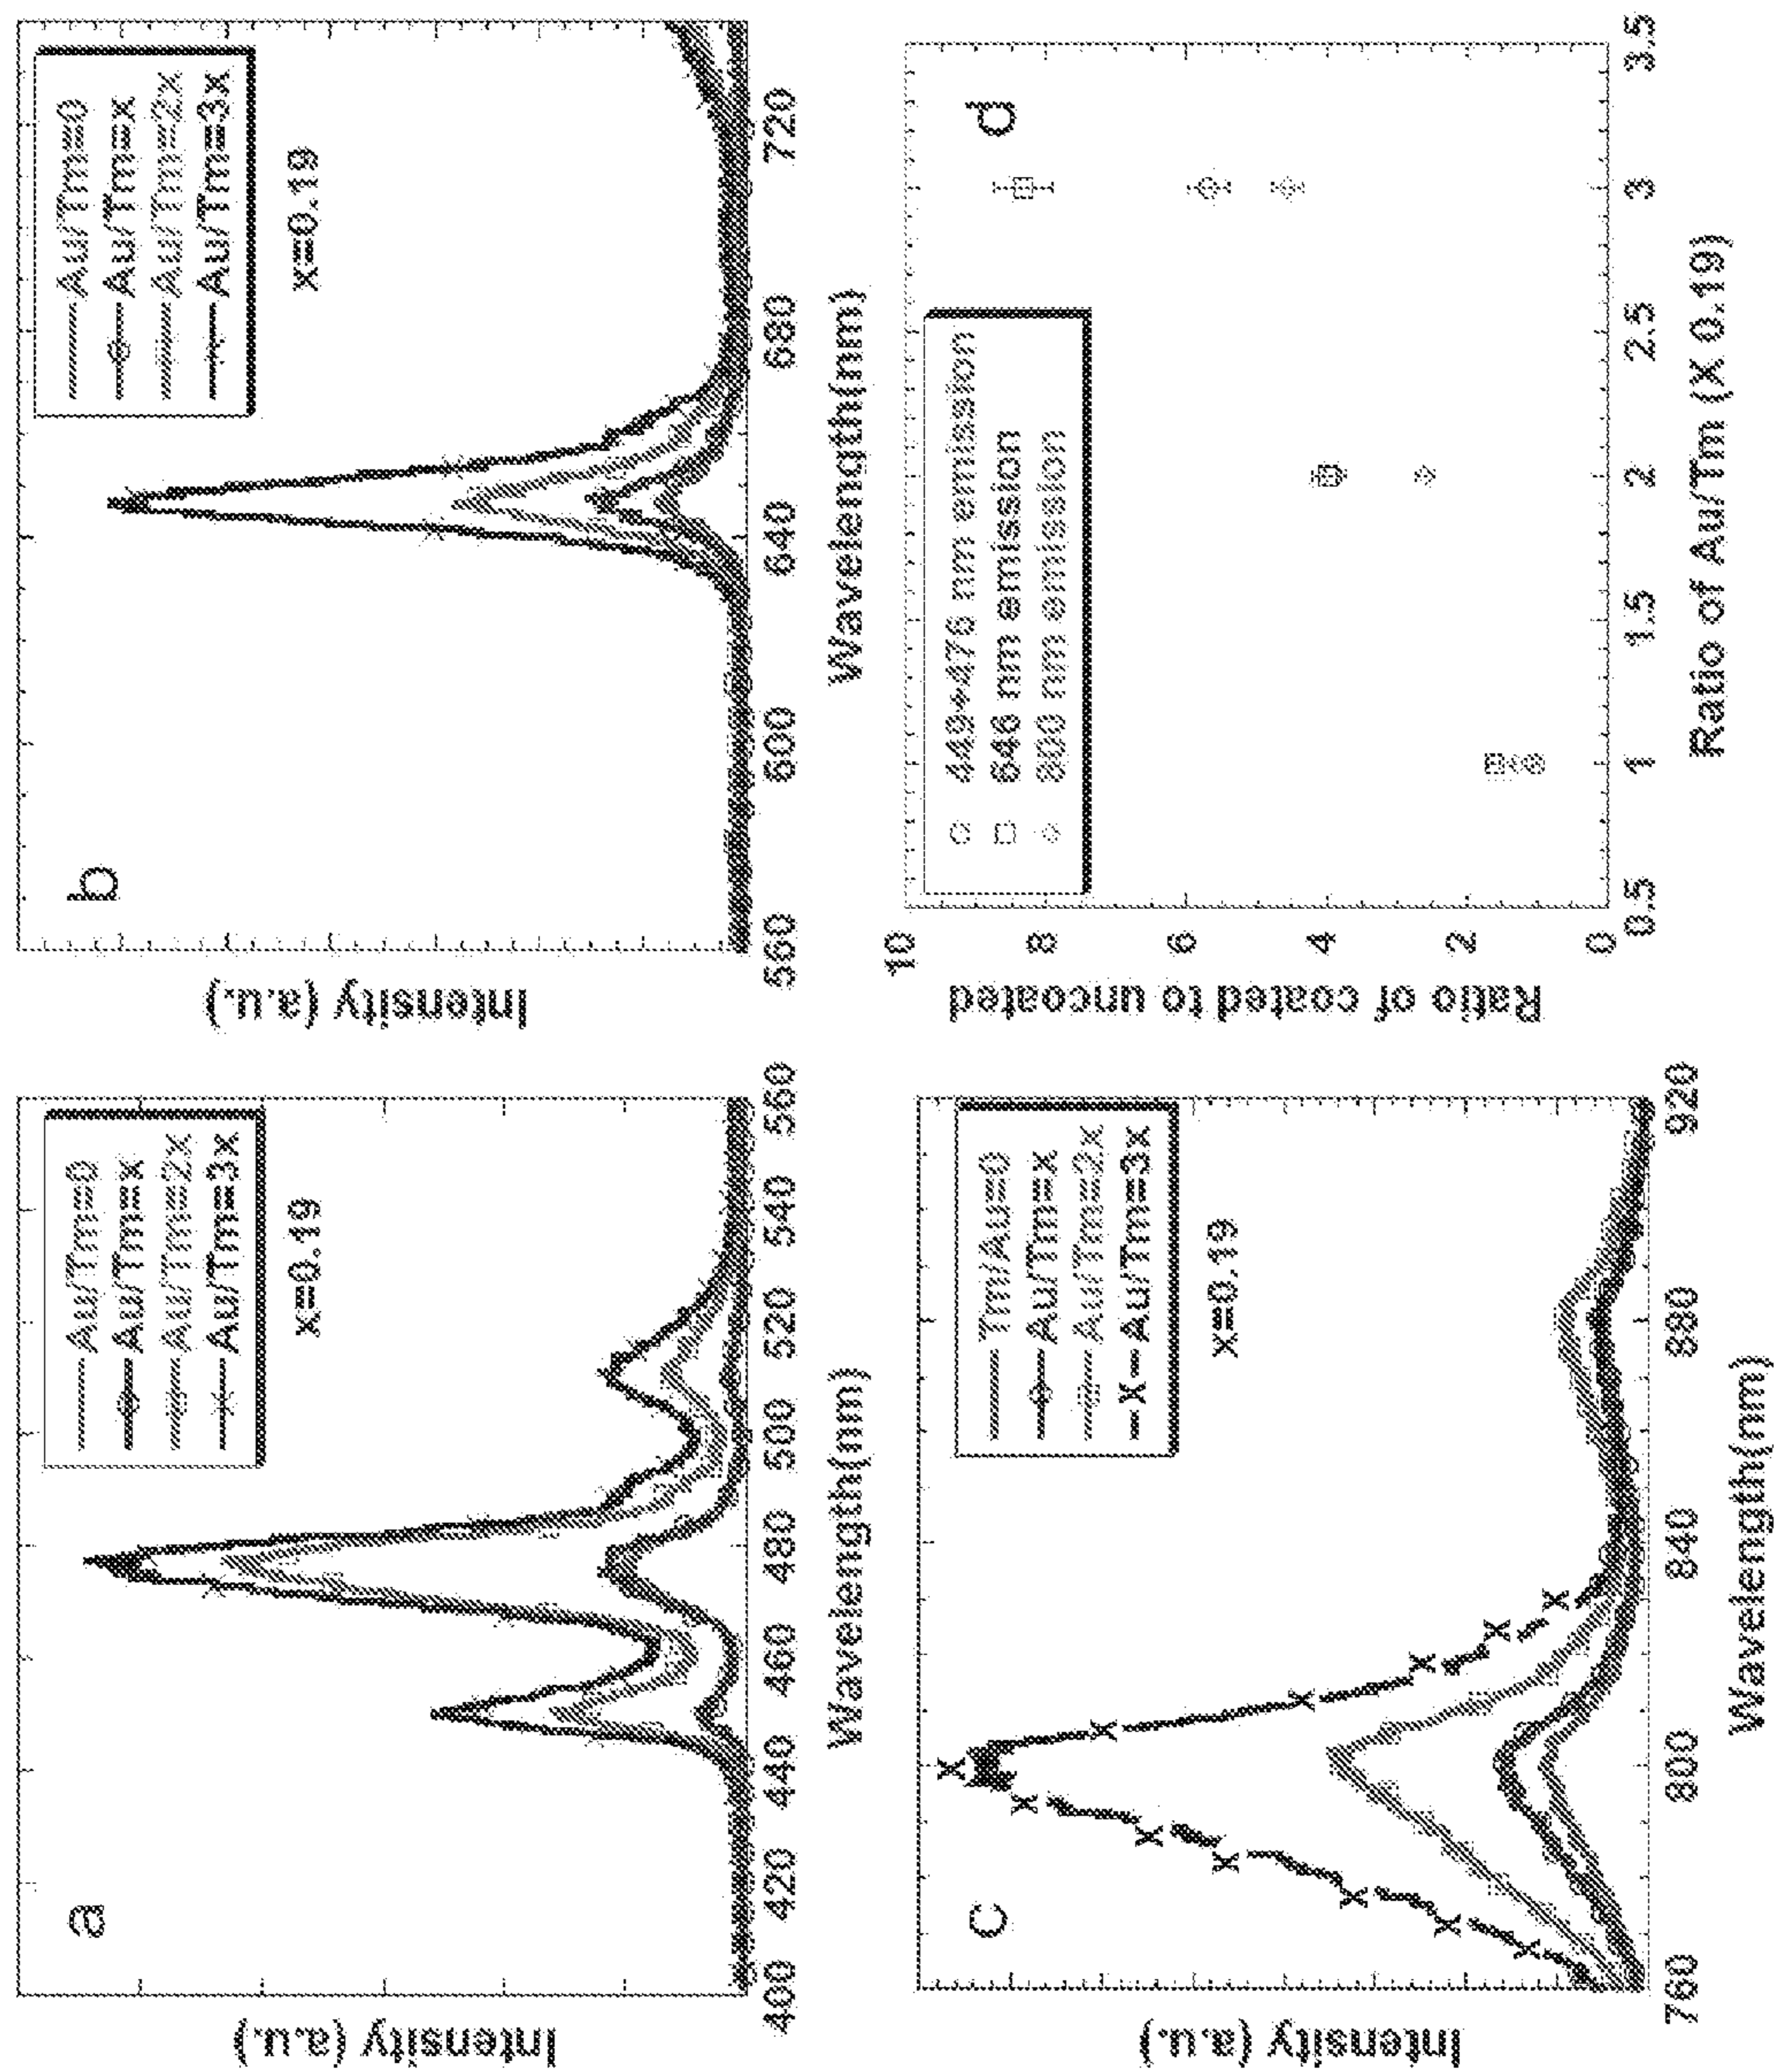 a
Au/Tm=0
Au/Tm=x
Au/Tm=2x
Au/Tm=3x
x=0.19
Intensity (a.u.)
400 420 440 460 480 500 520 540 560
Wavelength(nm)
b
Au/Tm=0
Au/Tm=x
Au/Tm=2x
Au/Tm=3x
x=0.19
Intensity (a.u.)
560 600 640 680 720
Wavelength(nm)
c
Tm/Au=0
Au/Tm=x
Au/Tm=2x
Au/Tm=3x
x=0.19
Intensity (a.u.)
760 800 840 880 920
Wavelength(nm)
d
449+476 nm emission
646 nm emission
800 nm emission
Ratio of coated to uncoated
10
8
6
4
2
0
0.5 1 1.5 2 2.5 3 3.5
Ratio of Au/Tm (X 0.19)